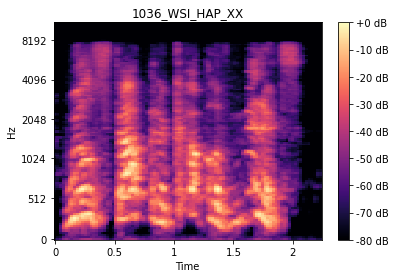 1036_WSI_HAP_XX
+0 dB
8192
-10 dB
4096
-20 dB
-30 dB
2048
-40 dB
Hz
1024
-50 dB
512
-60 dB
-70 dB
0
-80 dB
0 0.5 1 1.5 2
Time